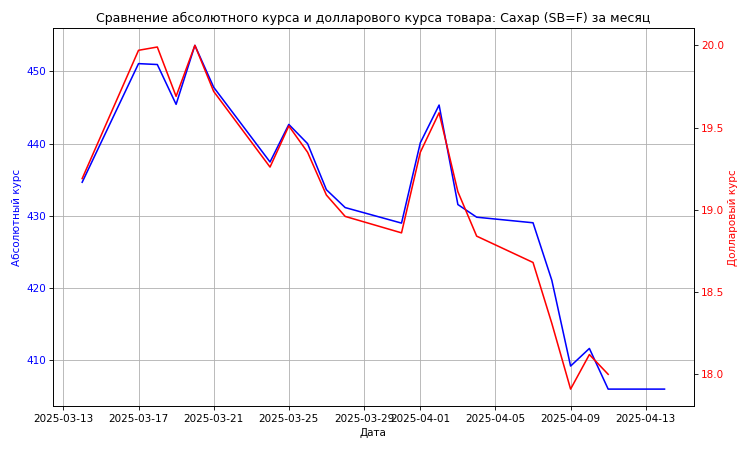 Сравнение абсолютного курса и долларового курса товара: Сахар (SB=F) за месяц
Абсолютный курс
450
440
430
420
410
20.0
19.5
19.0
18.5
18.0
Долларовый курс
2025-03-13 2025-03-17 2025-03-21 2025-03-25 2025-03-29 2025-04-01 2025-04-05 2025-04-09 2025-04-13
Дата